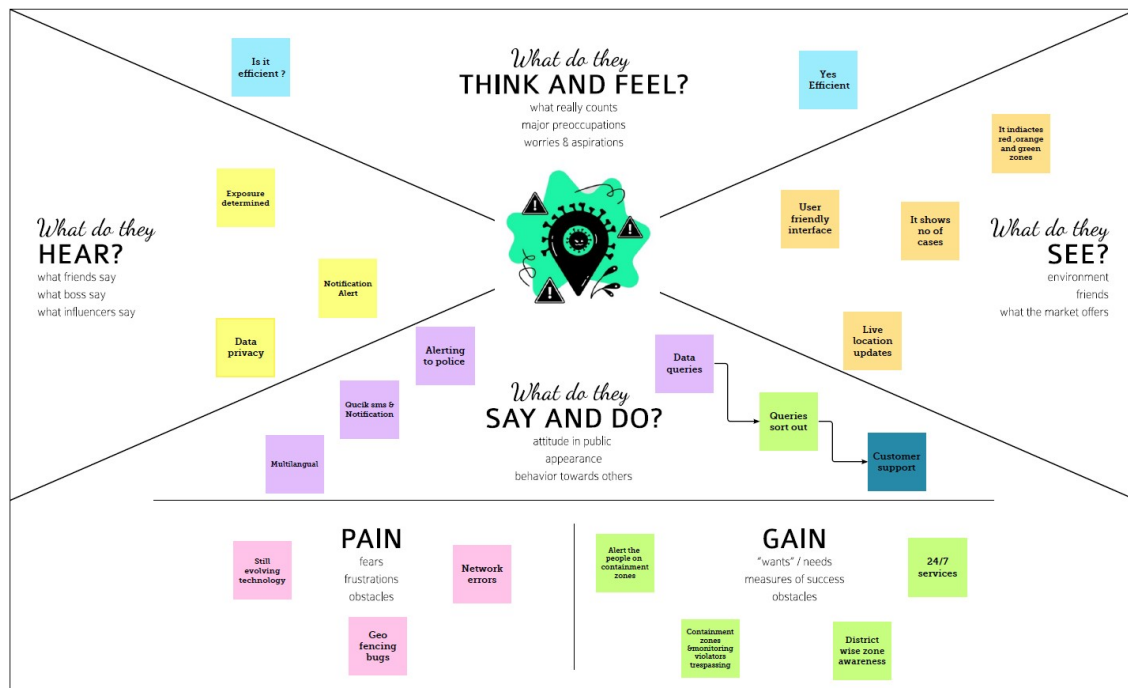 Is it
efficient ?
What do they
THINK AND FEEL?
what really counts
major preoccupations
worries & aspirations
Yes
Efficient
It indiactes
red ,orange
and green
zones
Exposure
determined
User
friendly
interface
It shows
no of
cases
What do they
HEAR?
what friends say
what boss say
what influencers say
What do they
SEE?
environment
friends
what the market offers
Notification
Alert
Data
privacy
Live
location
updates
Alerting
to police
Data
queries
What do they
SAY AND DO?
attitude in public
appearance
behavior towards others
Qucik sms &
Notification
Multilangual
Queries
sort out
Customer
support
PAIN
fears
frustrations
obstacles
Still
evolving
technology
Network
errors
Geo
fencing
bugs
GAIN
"wants" / needs
measures of success
obstacles
Alert the
people on
containment
zones
24/7
services
Containment
zones
&monitoring
violators
trespassing
District
wise zone
awareness